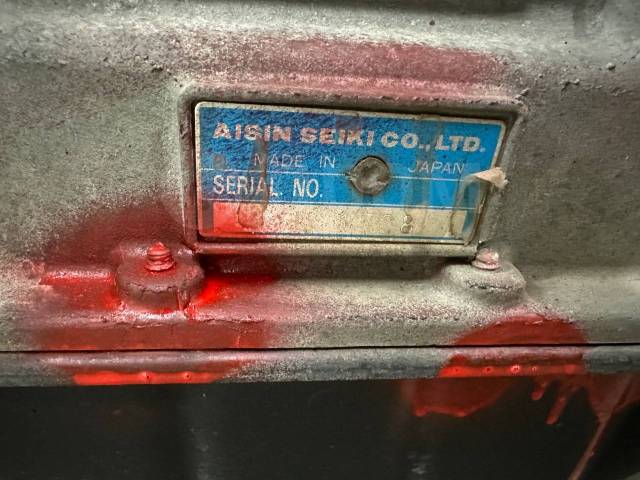 AISIN SEIKI CO.,LTD.
MADE IN JAPAN
SERIAL NO.